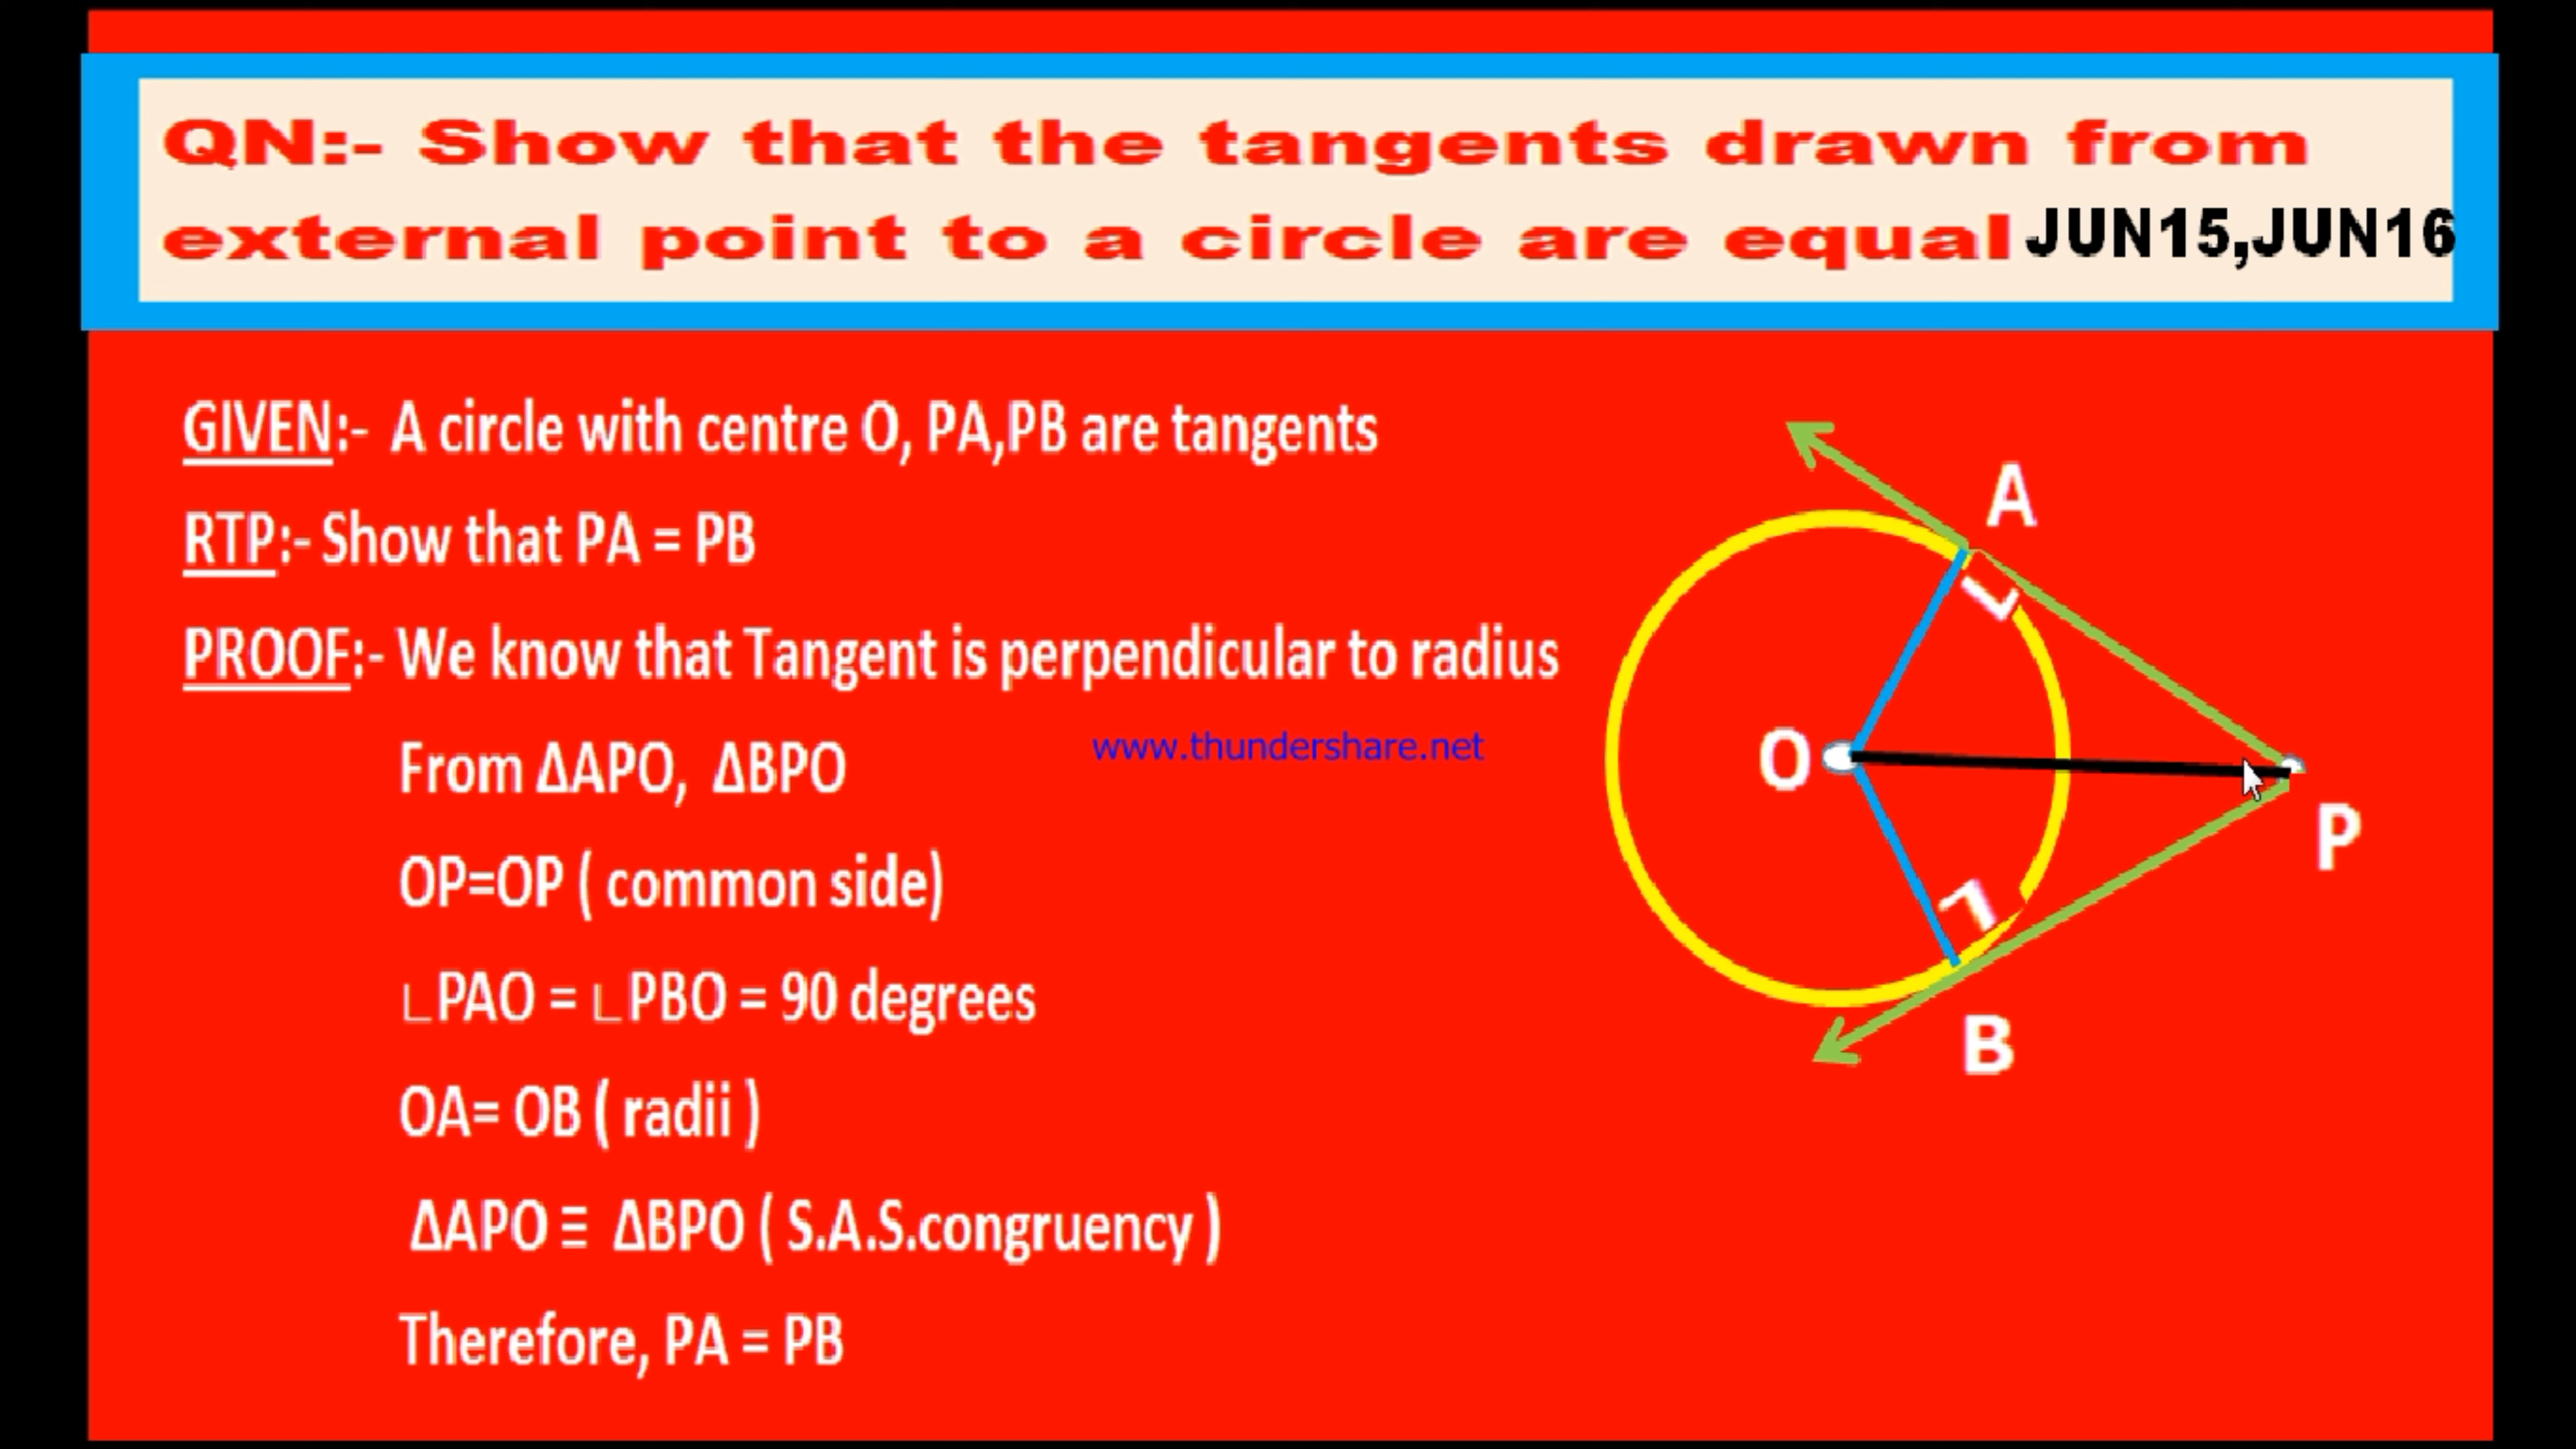 QN:- Show that the tangents drawn from
external point to a circle are equal JUN15,JUN16
GIVEN:- A circle with centre O, PA,PB are tangents
RTP:- Show that PA = PB
PROOF:- We know that Tangent is perpendicular to radius
From ΔAPO, ΔBPO
www.thundershare.net
OP=OP ( common side)
∟PAO = ∟PBO = 90 degrees
OA= OB ( radii )
ΔAPO ≡ ΔBPO ( S.A.S.congruency )
Therefore, PA = PB
A
O
P
B